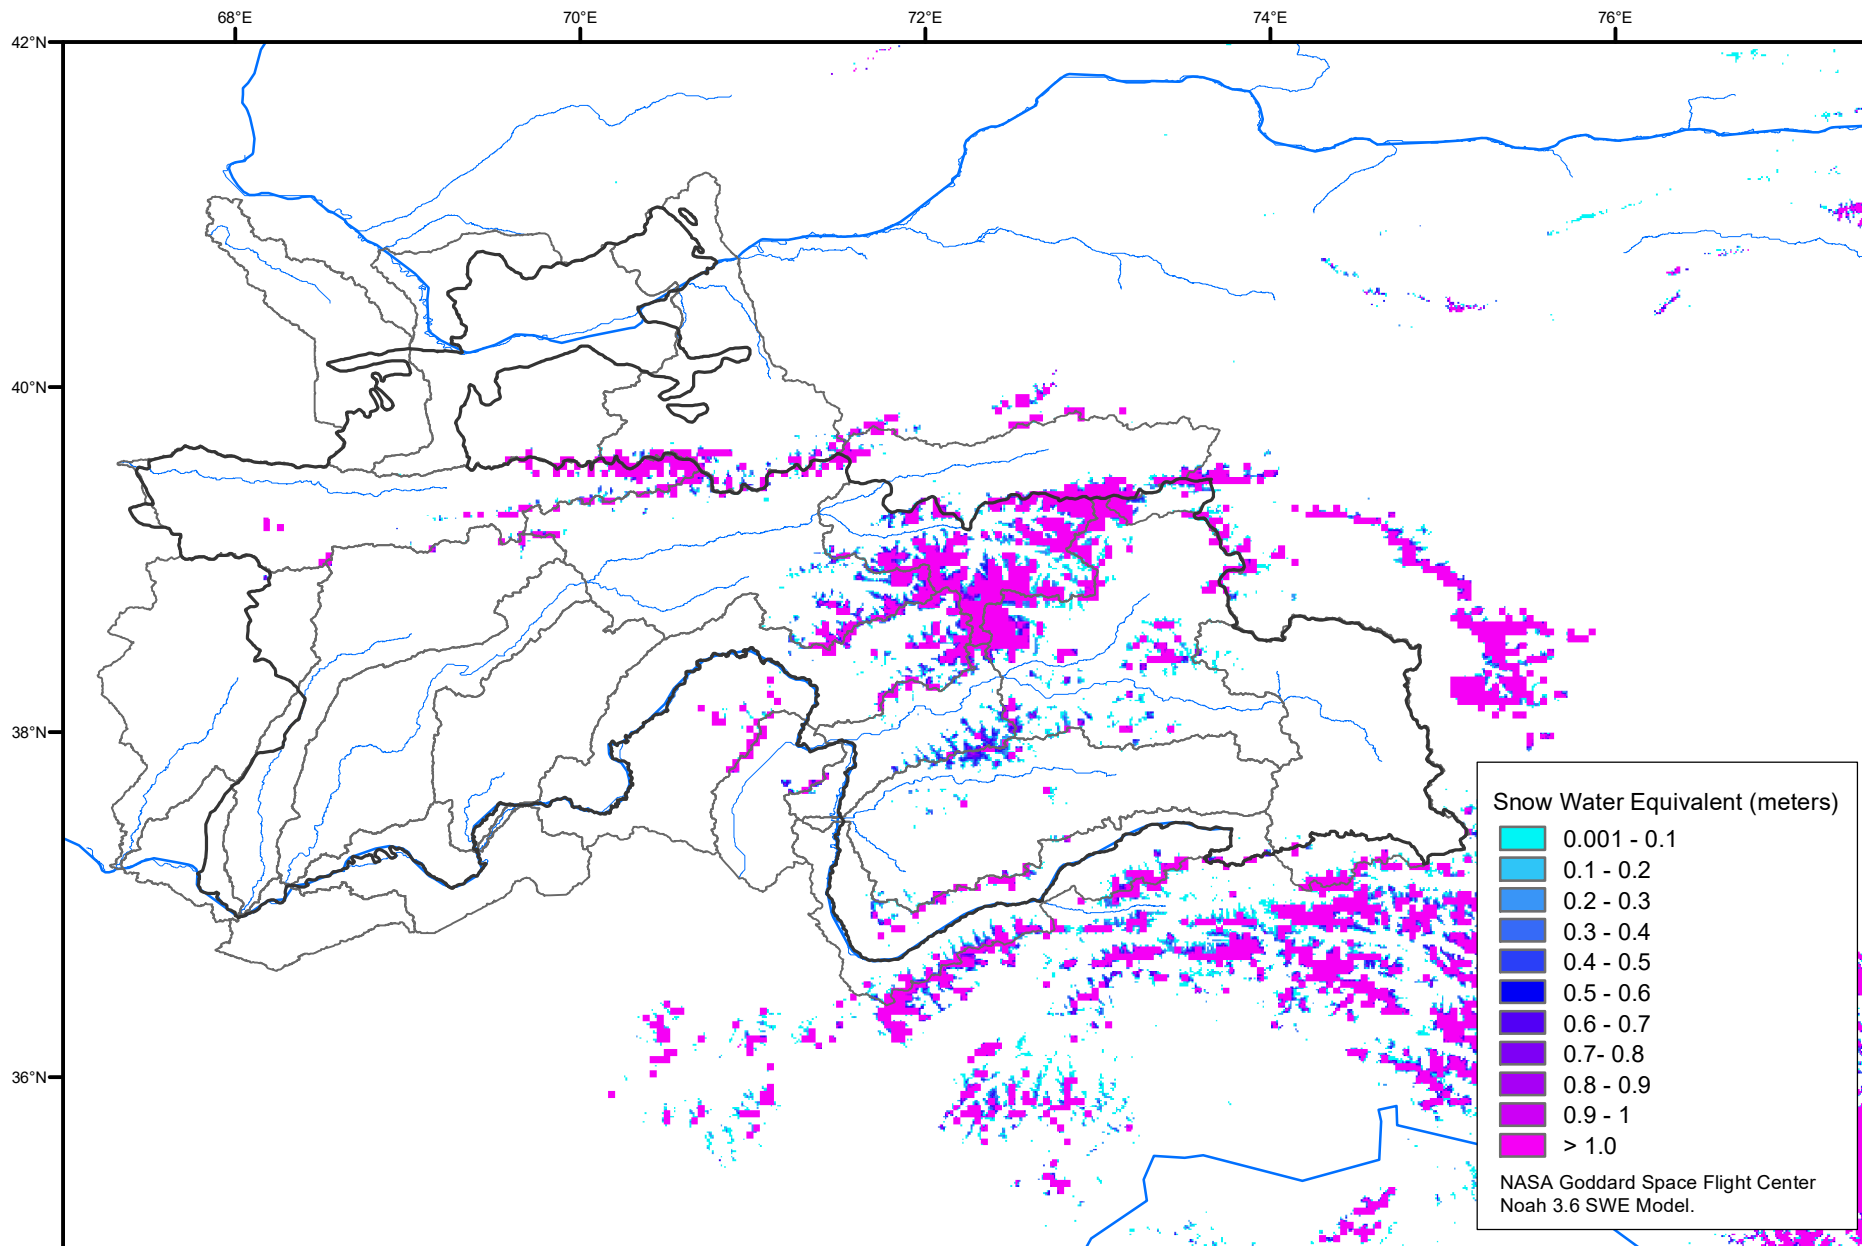 68°E
70°E
72°E
74°E
76°E
42°N
40°N
38°N
36°N
Snow Water Equivalent (meters)
0.001 - 0.1
0.1 - 0.2
0.2 - 0.3
0.3 - 0.4
0.4 - 0.5
0.5 - 0.6
0.6 - 0.7
0.7- 0.8
0.8 - 0.9
0.9 - 1
> 1.0
NASA Goddard Space Flight Center
Noah 3.6 SWE Model.